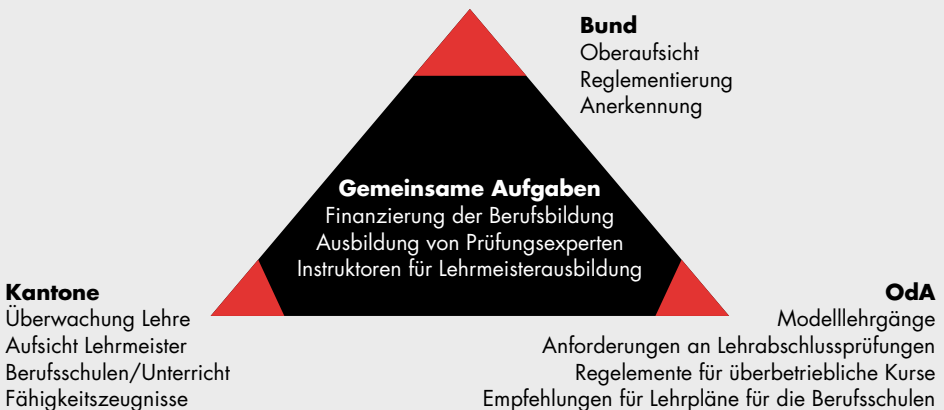 Bund
Oberaufsicht
Reglementierung
Anerkennung
Gemeinsame Aufgaben
Finanzierung der Berufsbildung
Ausbildung von Prüfungsexperten
Instruktoren für Lehrmeisterausbildung
Kantone
Überwachung Lehre
Aufsicht Lehrmeister
Berufsschulen/Unterricht
Fähigkeitszeugnisse
OdA
Modelllehrgänge
Anforderungen an Lehrabschlussprüfungen
Regelemente für überbetriebliche Kurse
Empfehlungen für Lehrpläne für die Berufsschulen